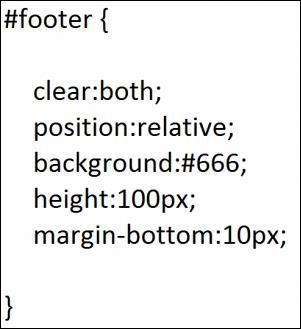 #footer {
clear:both;
position:relative;
background:#666;
height:100px;
margin-bottom:10px;
}